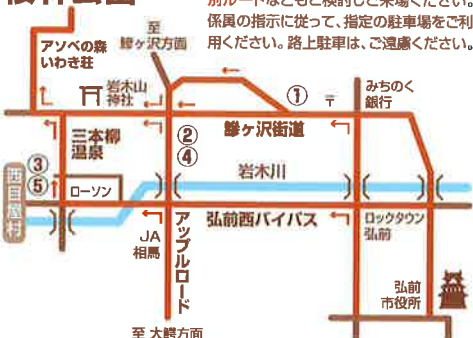 別ルートなどもご検討しご来場ください。
係員の指示に従って、指定の駐車場をご利
用ください。路上駐車は、ご遠慮ください。
至
鰺ヶ沢方面
アソベの森
いわき荘
岩木山
神社
①
〒
みちのく
銀行
鰺ヶ沢街道
三本柳
温泉
②
④
岩木川
③
⑤
ローソン
西目屋村
アップルロード
弘前西バイパス
ロックタウン
弘前
JA
相馬
弘前
市役所
至 大鰐方面